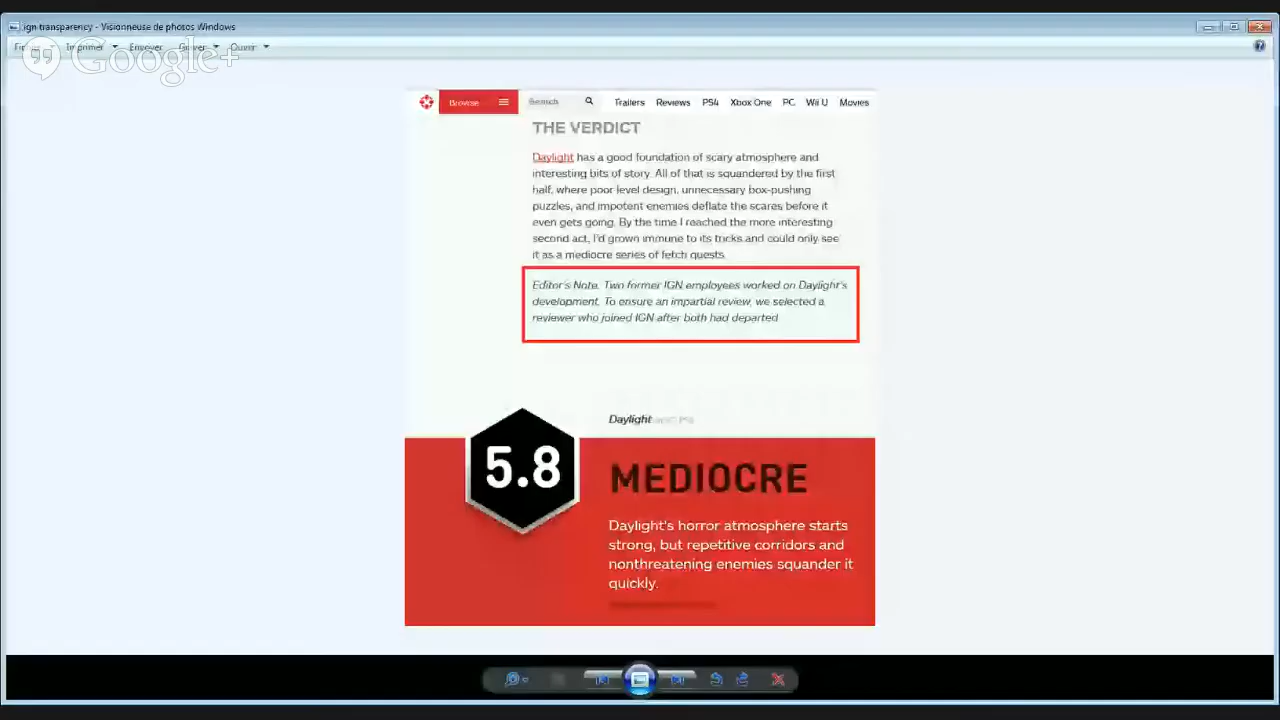 ign transparency - Visionneuse de photos Windows
Imprimer Envoyer Graver Ouvrir
Google+
Browse Search Trailers Reviews PS4 Xbox One PC Wii U Movies
THE VERDICT
Daylight has a good foundation of scary atmosphere and
interesting bits of story. All of that is squandered by the first
half, where poor level design, unnecessary box-pushing
puzzles, and impotent enemies deflate the scares before it
even gets going. By the time I reached the more interesting
second act, I'd grown immune to its tricks and could only see
it as a mediocre series of fetch quests.
Editor's Note. Two former IGN employees worked on Daylight's
development. To ensure an impartial review, we selected a
reviewer who joined IGN after both had departed
Daylight
5.8
MEDIOCRE
Daylight's horror atmosphere starts
strong, but repetitive corridors and
nonthreatening enemies squander it
quickly.